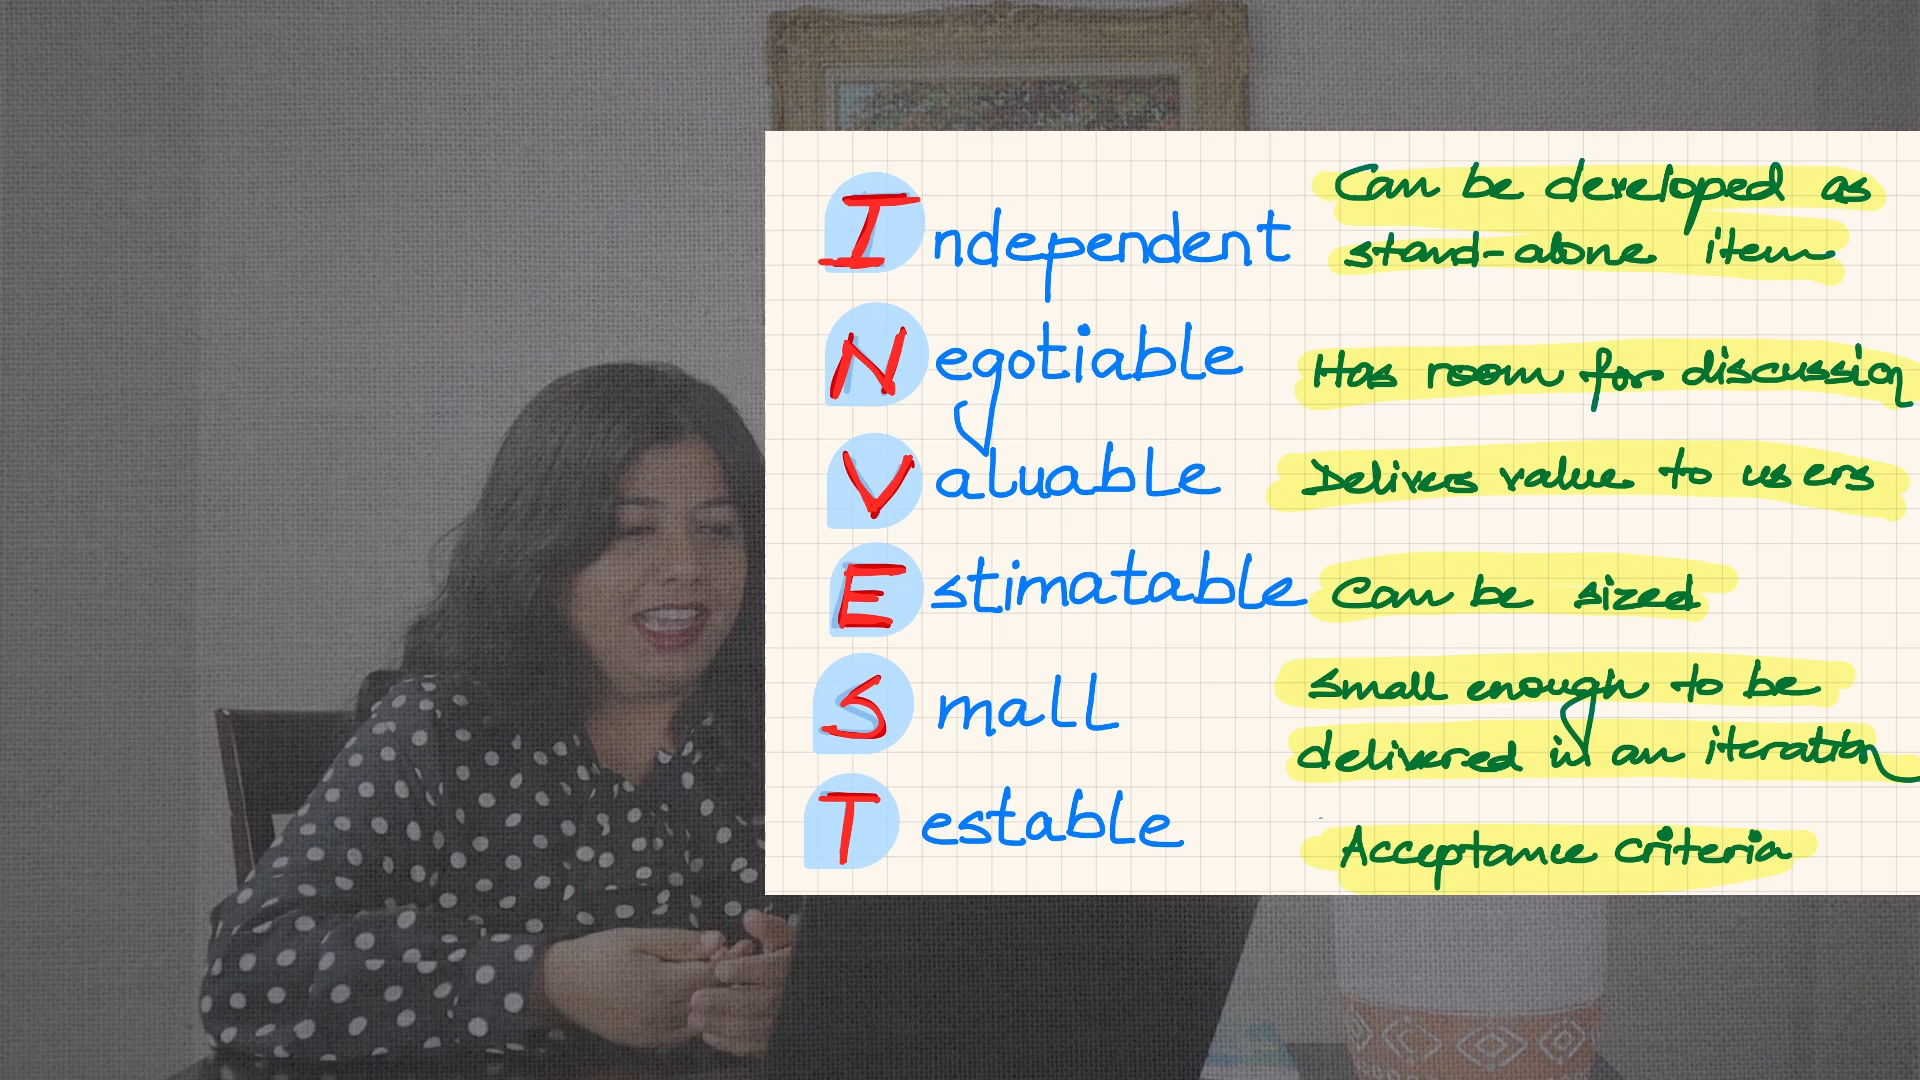 Independent Can be developed as
stand-alone item
Negotiable Has room for discussion
Valuable Delivers value to users
Estimatable Can be sized
Small Small enough to be
delivered in an iteration
Testable Acceptance criteria